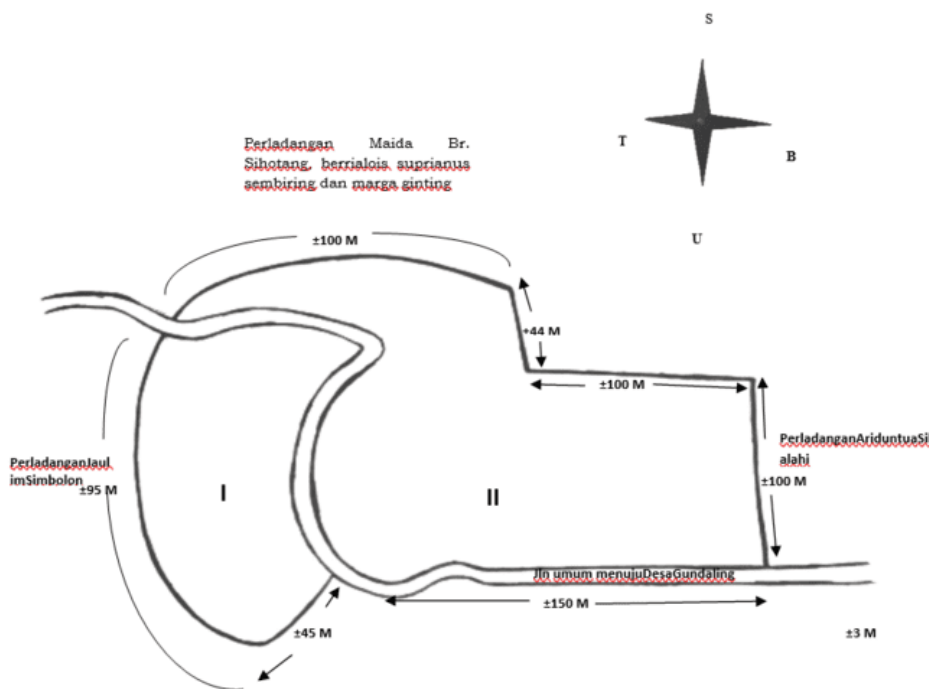 S
T
B
U
Perladangan Maida Br.
Sihotang, berrialois suprianus
sembiring dan marga ginting
±100 M
+44 M
±100 M
PerladanganAriduntuaSil
alahi
±100 M
PerladanganJaul
imSimbolon
±95 M
I
II
Jln umum menujuDesaGundaling
±150 M
±45 M
±3 M